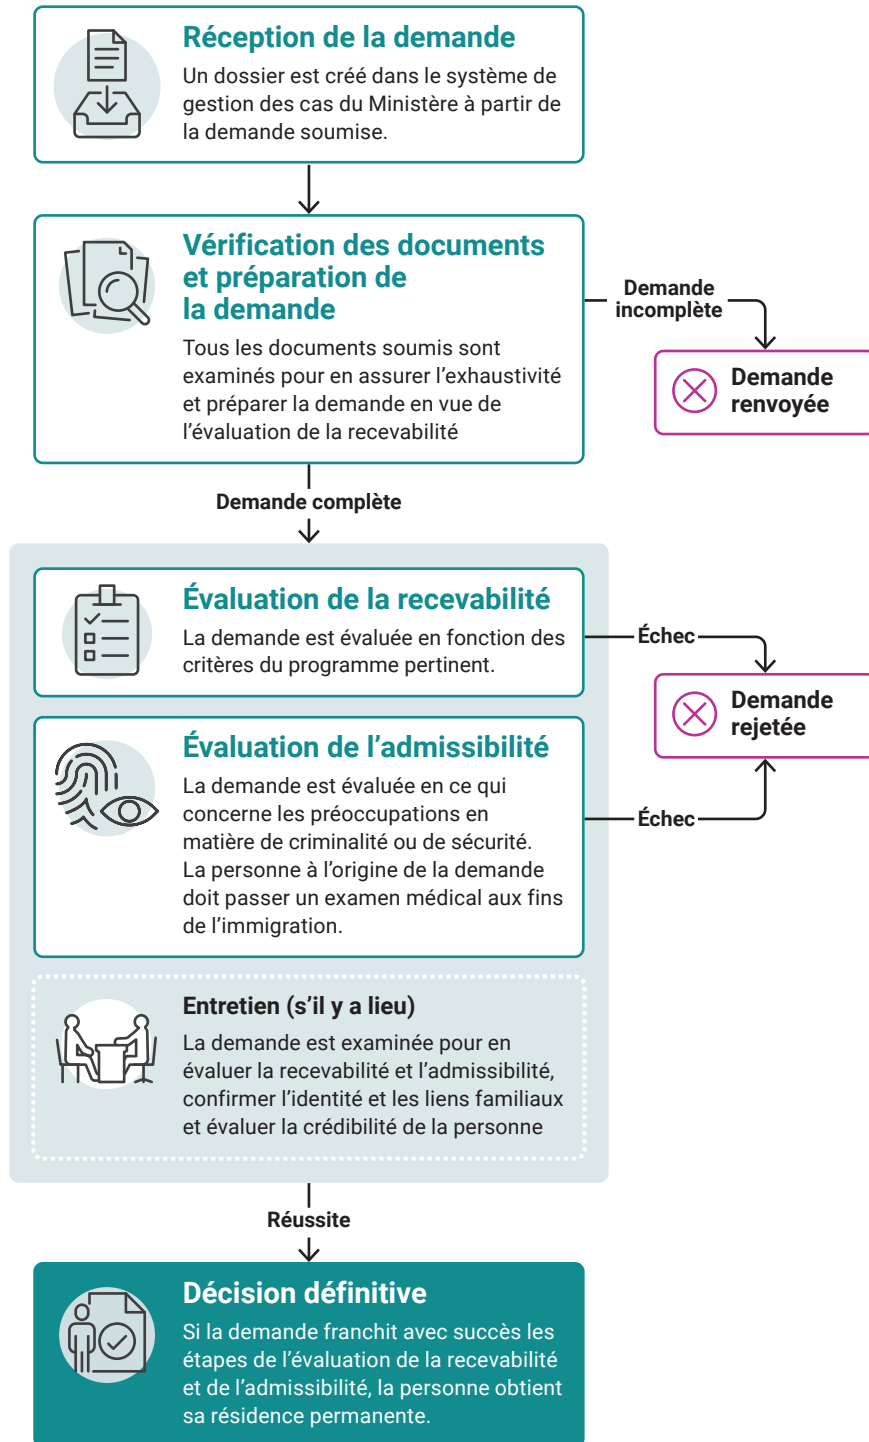 Réception de la demande
Un dossier est créé dans le système de
gestion des cas du Ministère à partir de
la demande soumise.
Vérification des documents
et préparation de
la demande
Tous les documents soumis sont
examinés pour en assurer l’exhaustivité
et préparer la demande en vue de
l’évaluation de la recevabilité
Demande
incomplète
Demande
renvoyée
Demande complète
Évaluation de la recevabilité
La demande est évaluée en fonction des
critères du programme pertinent.
Échec
Demande
rejetée
Évaluation de l’admissibilité
La demande est évaluée en ce qui
concerne les préoccupations en
matière de criminalité ou de sécurité.
La personne à l’origine de la demande
doit passer un examen médical aux fins
de l’immigration.
Échec
Entretien (s’il y a lieu)
La demande est examinée pour en
évaluer la recevabilité et l’admissibilité,
confirmer l’identité et les liens familiaux
et évaluer la crédibilité de la personne
Réussite
Décision définitive
Si la demande franchit avec succès les
étapes de l’évaluation de la recevabilité
et de l’admissibilité, la personne obtient
sa résidence permanente.